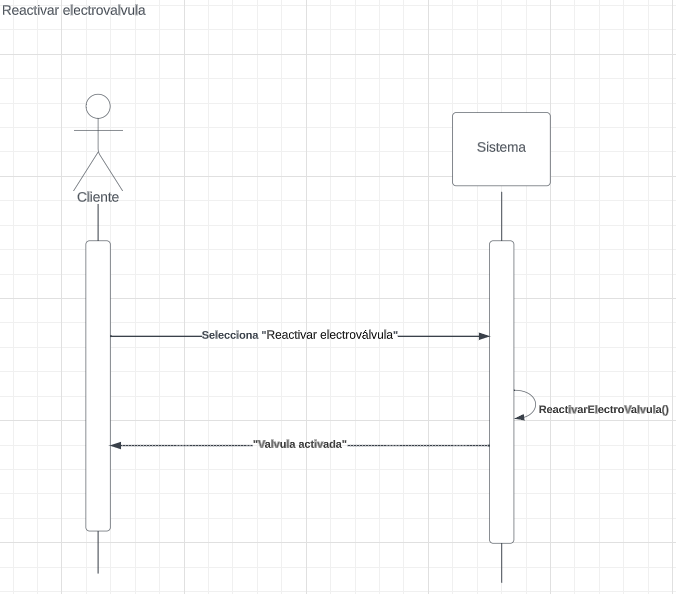 Reactivar electrovalvula
Sistema
Cliente
Selecciona "Reactivar electroválvula"
ReactivarElectroValvula()
"Valvula activada"